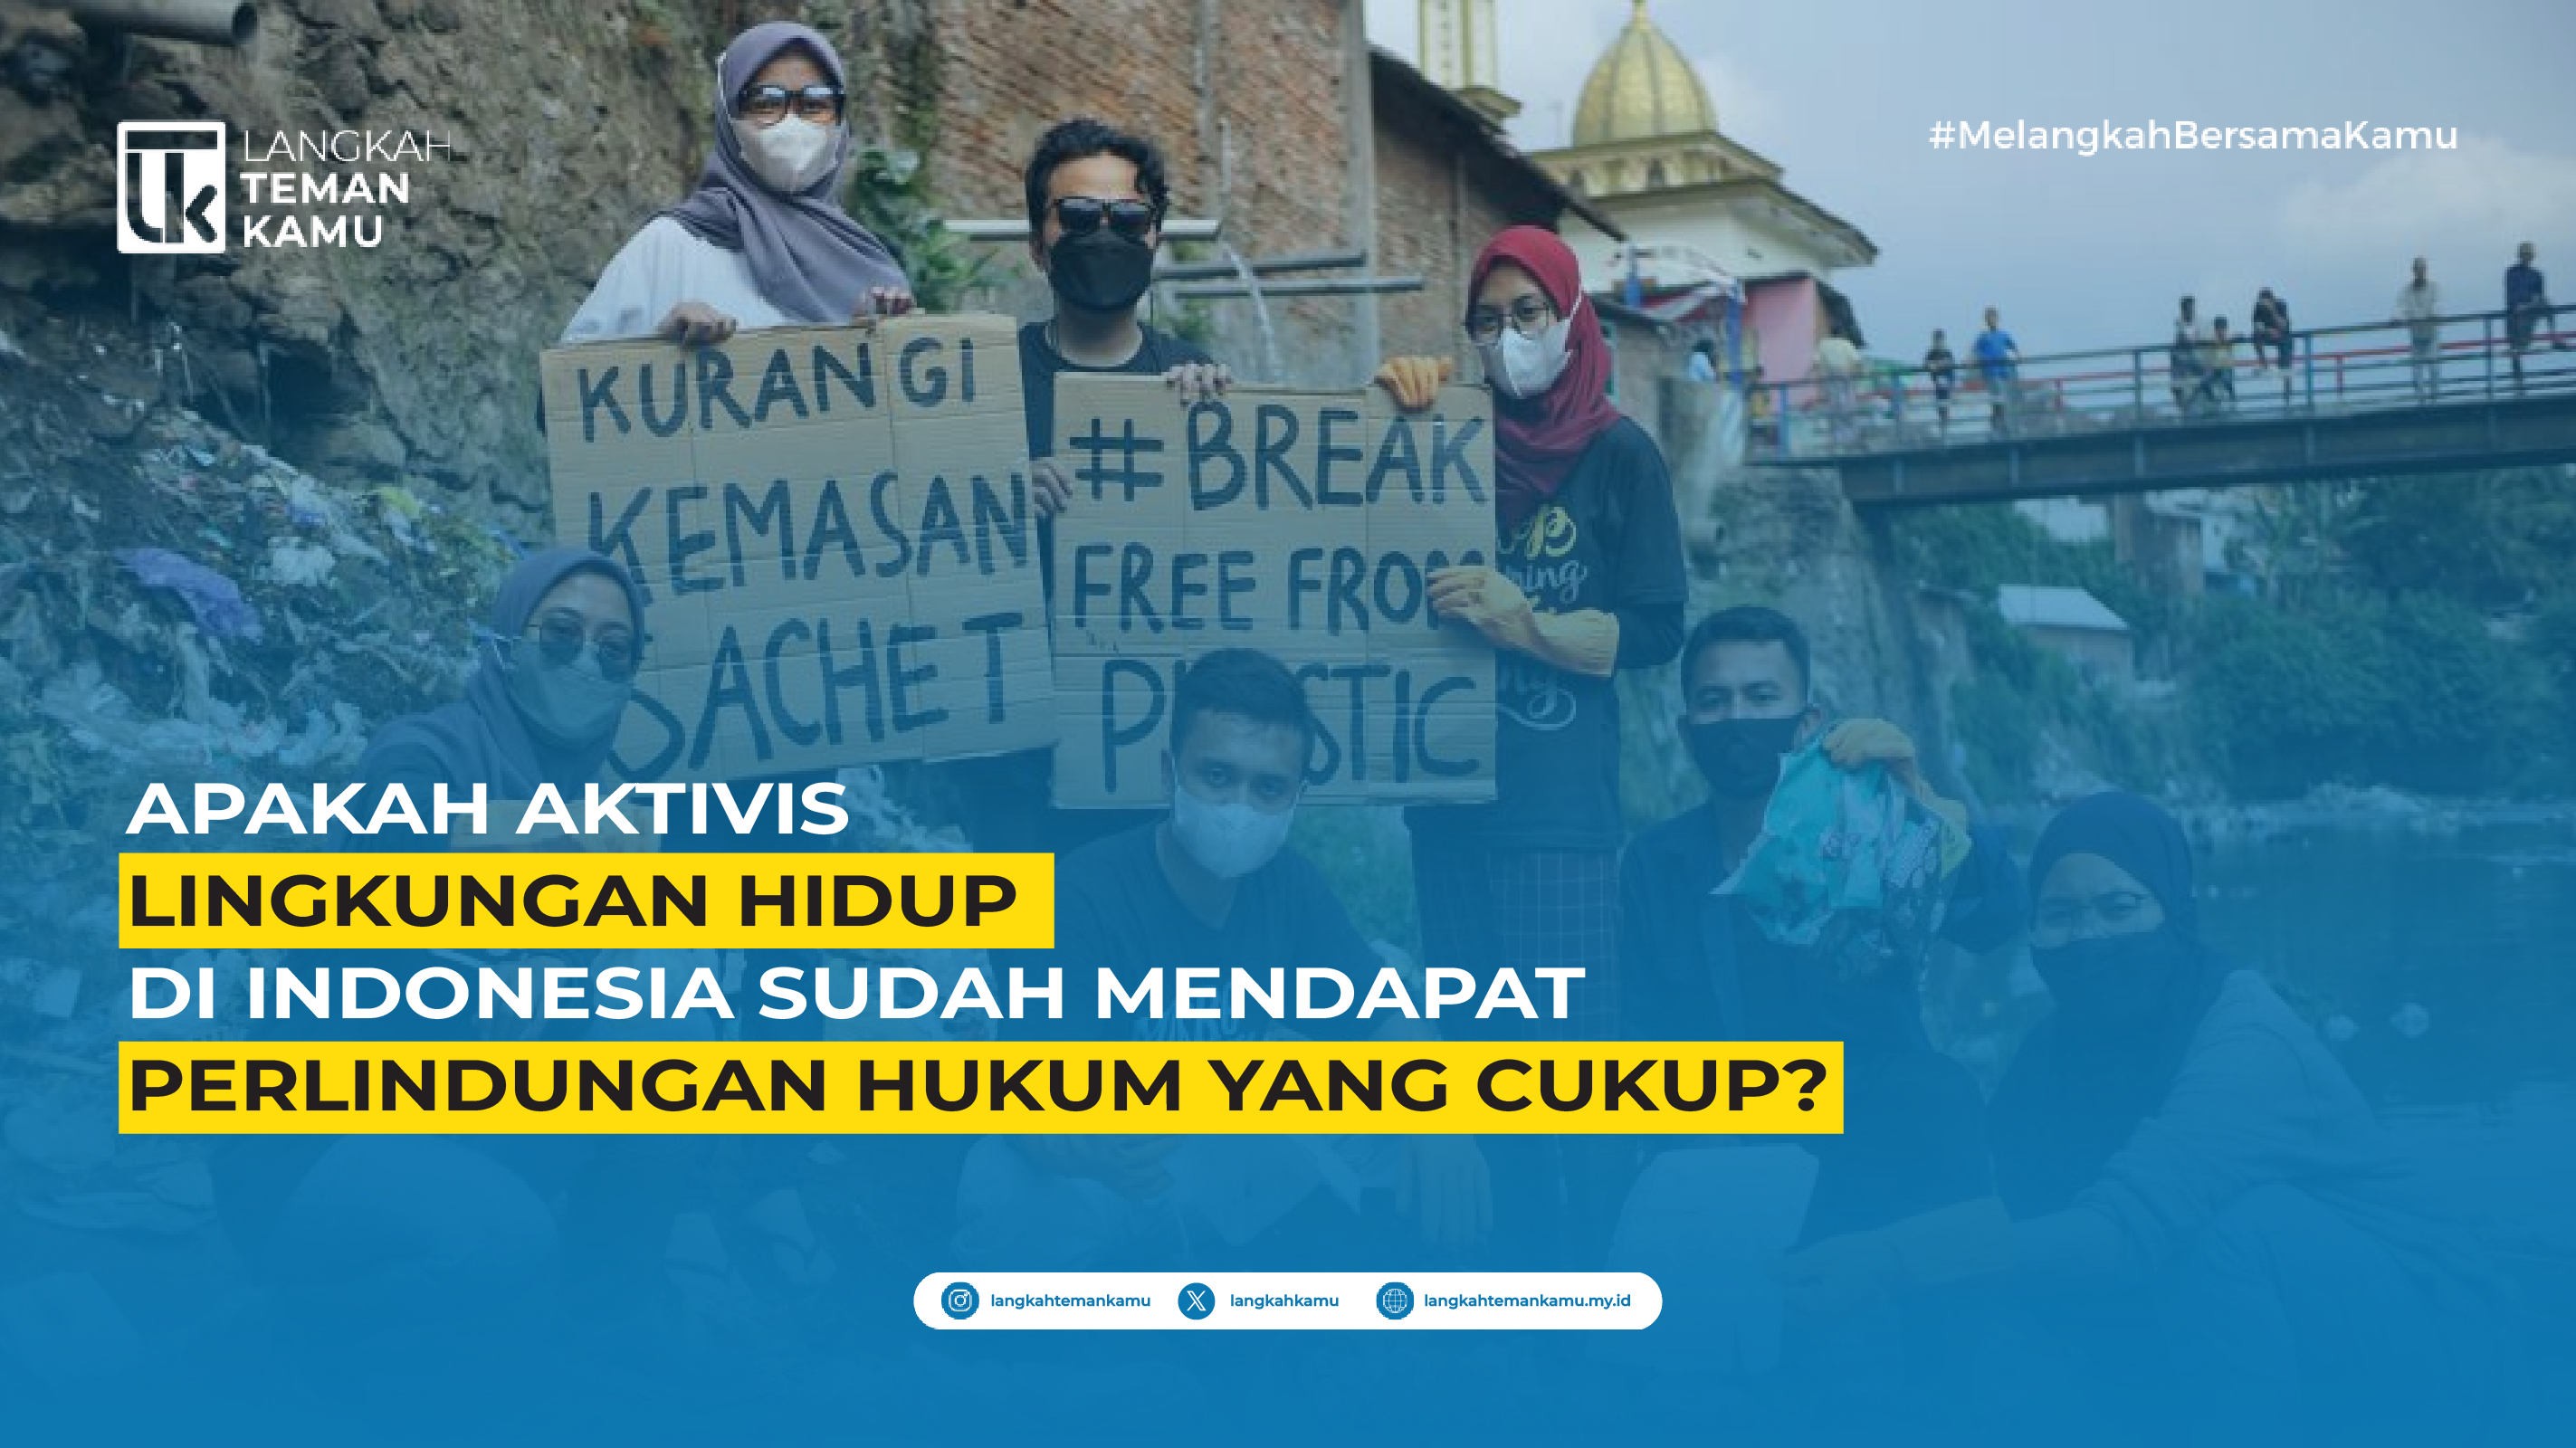 LANGKAH
TEMAN
KAMU
#MelangkahBersamaKamu
KURANGI
KEMASAN
SACHET
#BREAK
FREE FROM
APAKAH AKTIVIS
LINGKUNGAN HIDUP
DI INDONESIA SUDAH MENDAPAT
PERLINDUNGAN HUKUM YANG CUKUP?
langkahtemankamu
langkahkamu
langkahtemankamu.my.id